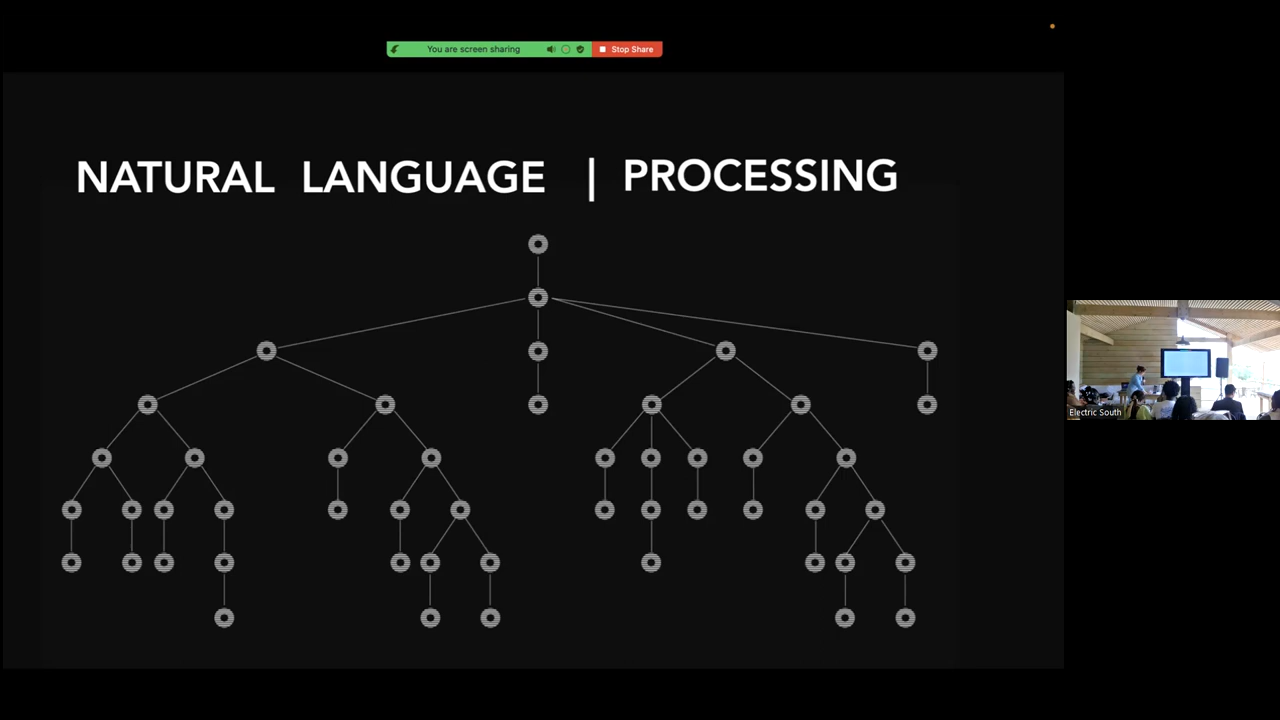 You are screen sharing
Stop Share
NATURAL LANGUAGE | PROCESSING
Electric South